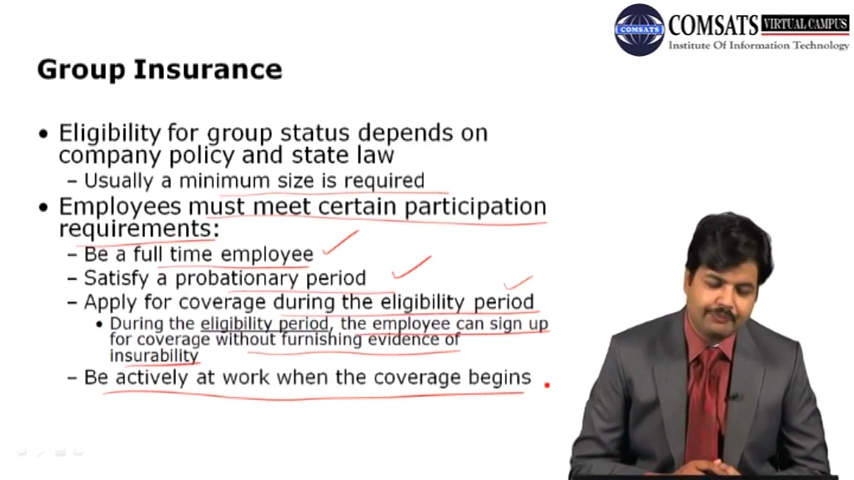 COMSATS VIRTUAL CAMPUS
COMSATS
Institute Of Information Technology
Group Insurance
• Eligibility for group status depends on
company policy and state law
– Usually a minimum size is required
• Employees must meet certain participation
requirements:
– Be a full time employee
– Satisfy a probationary period
– Apply for coverage during the eligibility period
• During the eligibility period, the employee can sign up
for coverage without furnishing evidence of
insurability
– Be actively at work when the coverage begins